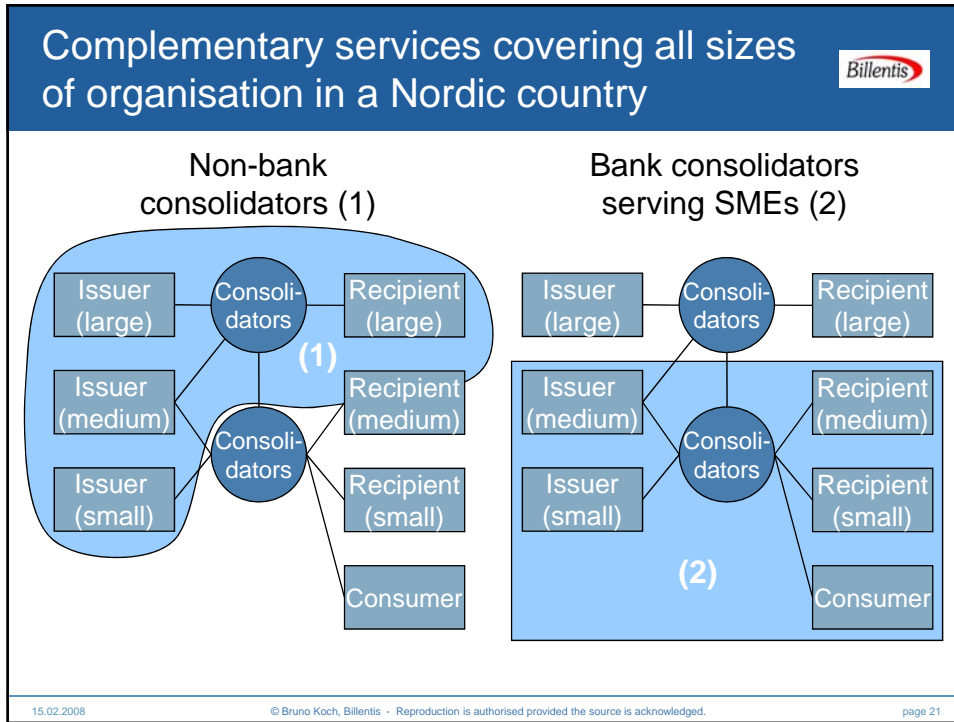 Complementary services covering all sizes
of organisation in a Nordic country
Billentis
Non-bank
consolidators (1)
Issuer
(large)
Consoli-
dators
Recipient
(large)
(1)
Issuer
(medium)
Recipient
(medium)
Consoli-
dators
Issuer
(small)
Recipient
(small)
Consumer
Bank consolidators
serving SMEs (2)
Issuer
(large)
Consoli-
dators
Recipient
(large)
Issuer
(medium)
Recipient
(medium)
Consoli-
dators
Issuer
(small)
Recipient
(small)
(2)
Consumer
15.02.2008
© Bruno Koch, Billentis - Reproduction is authorised provided the source is acknowledged.
page 21